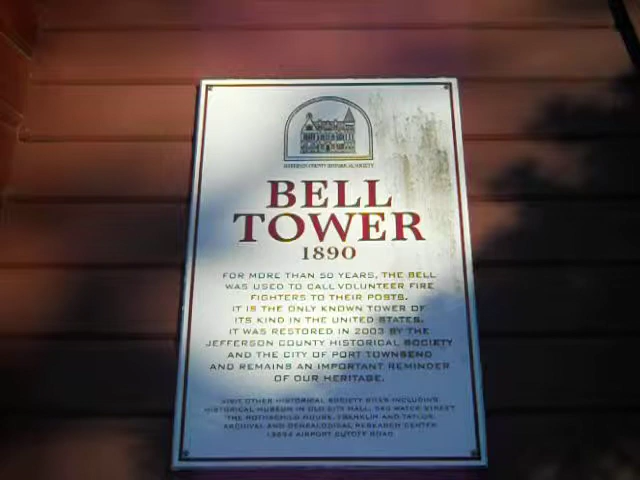 JEFFERSON COUNTY HISTORICAL SOCIETY
BELL
TOWER
1890
FOR MORE THAN 50 YEARS, THE BELL
WAS USED TO CALL VOLUNTEER FIRE
FIGHTERS TO THEIR POSTS.
IT IS THE ONLY KNOWN TOWER OF
ITS KIND IN THE UNITED STATES.
IT WAS RESTORED IN 2003 BY THE
JEFFERSON COUNTY HISTORICAL SOCIETY
AND THE CITY OF PORT TOWNSEND
AND REMAINS AN IMPORTANT REMINDER
OF OUR HERITAGE.
VISIT OTHER HISTORICAL SOCIETY SITES INCLUDING
HISTORICAL MUSEUM IN OLD CITY HALL, 540 WATER STREET
THE ROTHSCHILD HOUSE, FRANKLIN AND TAYLOR
ARCHIVAL AND GENEALOGICAL RESEARCH CENTER
13694 AIRPORT CUTOFF ROAD